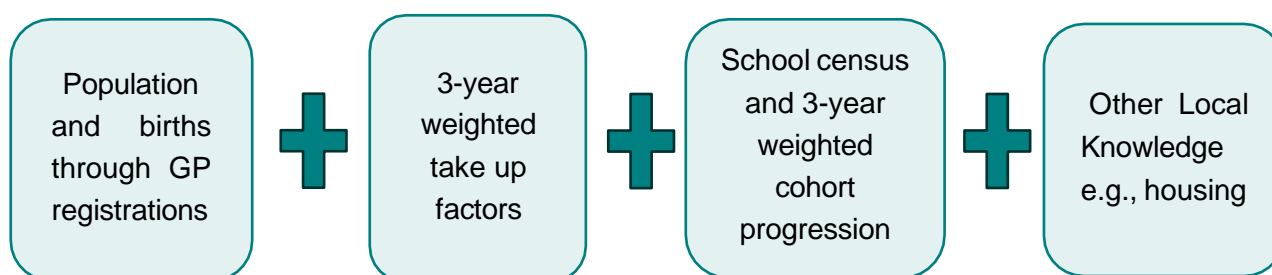 Population
and births
through GP
registrations
3-year
weighted
take up
factors
School census
and 3-year
weighted
cohort
progression
Other Local
Knowledge
e.g., housing